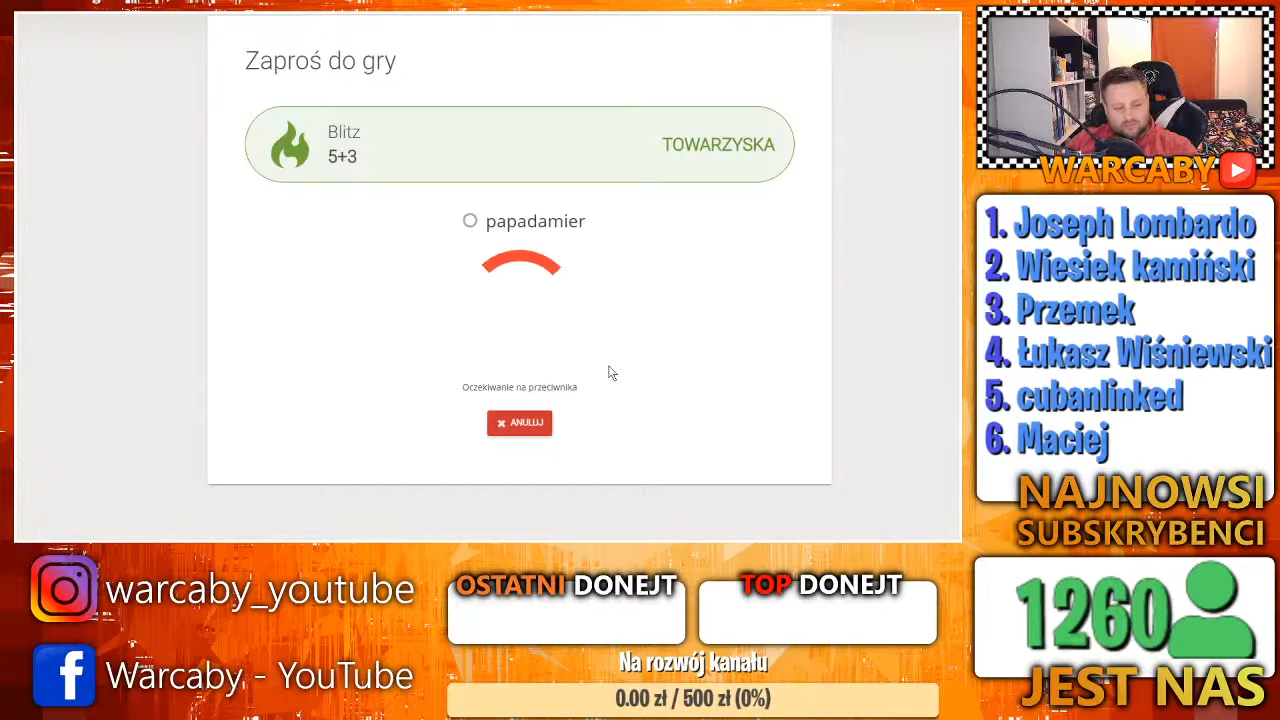 Zaproś do gry
Blitz
5+3
TOWARZYSKA
papadamier
Oczekiwanie na przeciwnika
ANULUJ
WARCABY
1. Joseph Lombardo
2. Wiesiek kamiński
3. Przemek
4. Łukasz Wiśniewski
5. cubanlinked
6. Maciej
NAJNOWSI
SUBSKRYBENCI
1260
JEST NAS
warcaby_youtube
Warcaby - YouTube
OSTATNI DONEJT
TOP DONEJT
Na rozwój kanału
0.00 zł / 500 zł (0%)